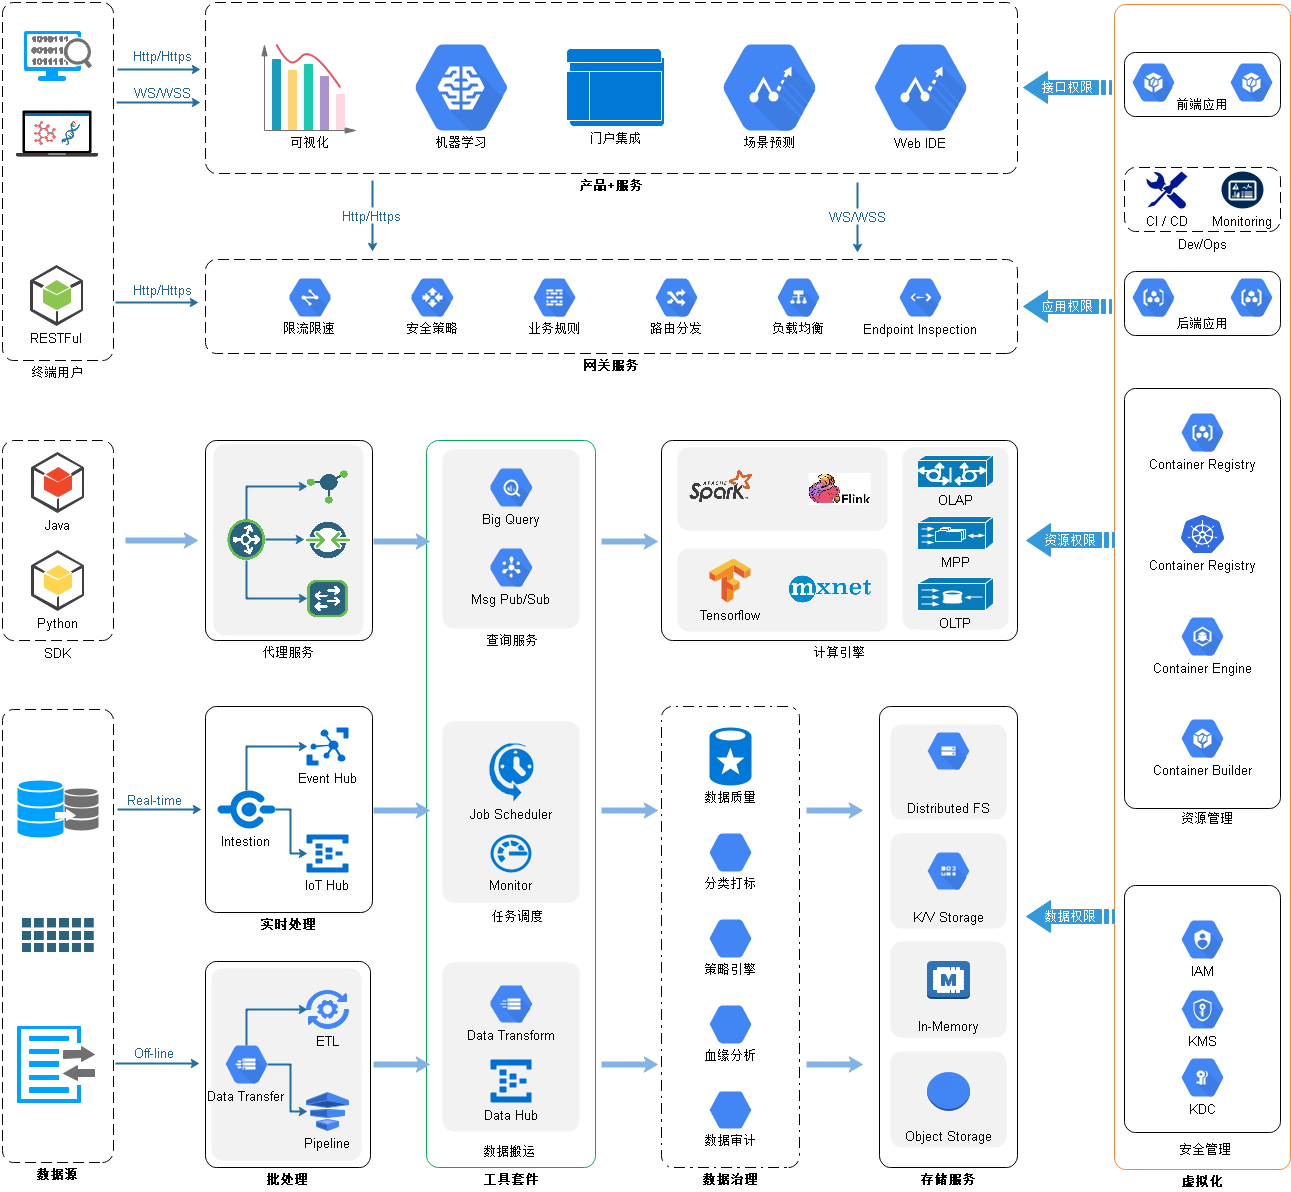 Http/Https
WS/WSS
可视化
机器学习
门户集成
场景预测
Web IDE
接口权限
前端应用
产品+服务
Http/Https
WS/WSS
CI / CD
Monitoring
Dev/Ops
Http/Https
RESTFul
终端用户
限流限速
安全策略
业务规则
路由分发
负载均衡
Endpoint Inspection
网关服务
应用权限
后端应用
Java
Python
SDK
代理服务
Big Query
Msg Pub/Sub
查询服务
APACHE
Spark
Flink
Tensorflow
mxnet
OLAP
MPP
OLTP
计算引擎
资源权限
Container Registry
Container Registry
Container Engine
Container Builder
资源管理
Real-time
Event Hub
Intestion
IoT Hub
实时处理
Job Scheduler
Monitor
任务调度
数据质量
分类打标
策略引擎
血缘分析
数据审计
数据治理
Distributed FS
K/V Storage
M
In-Memory
Object Storage
存储服务
数据权限
IAM
KMS
KDC
安全管理
虚拟化
Off-line
数据源
ETL
Data Transfer
Pipeline
批处理
Data Transform
Data Hub
数据搬运
工具套件